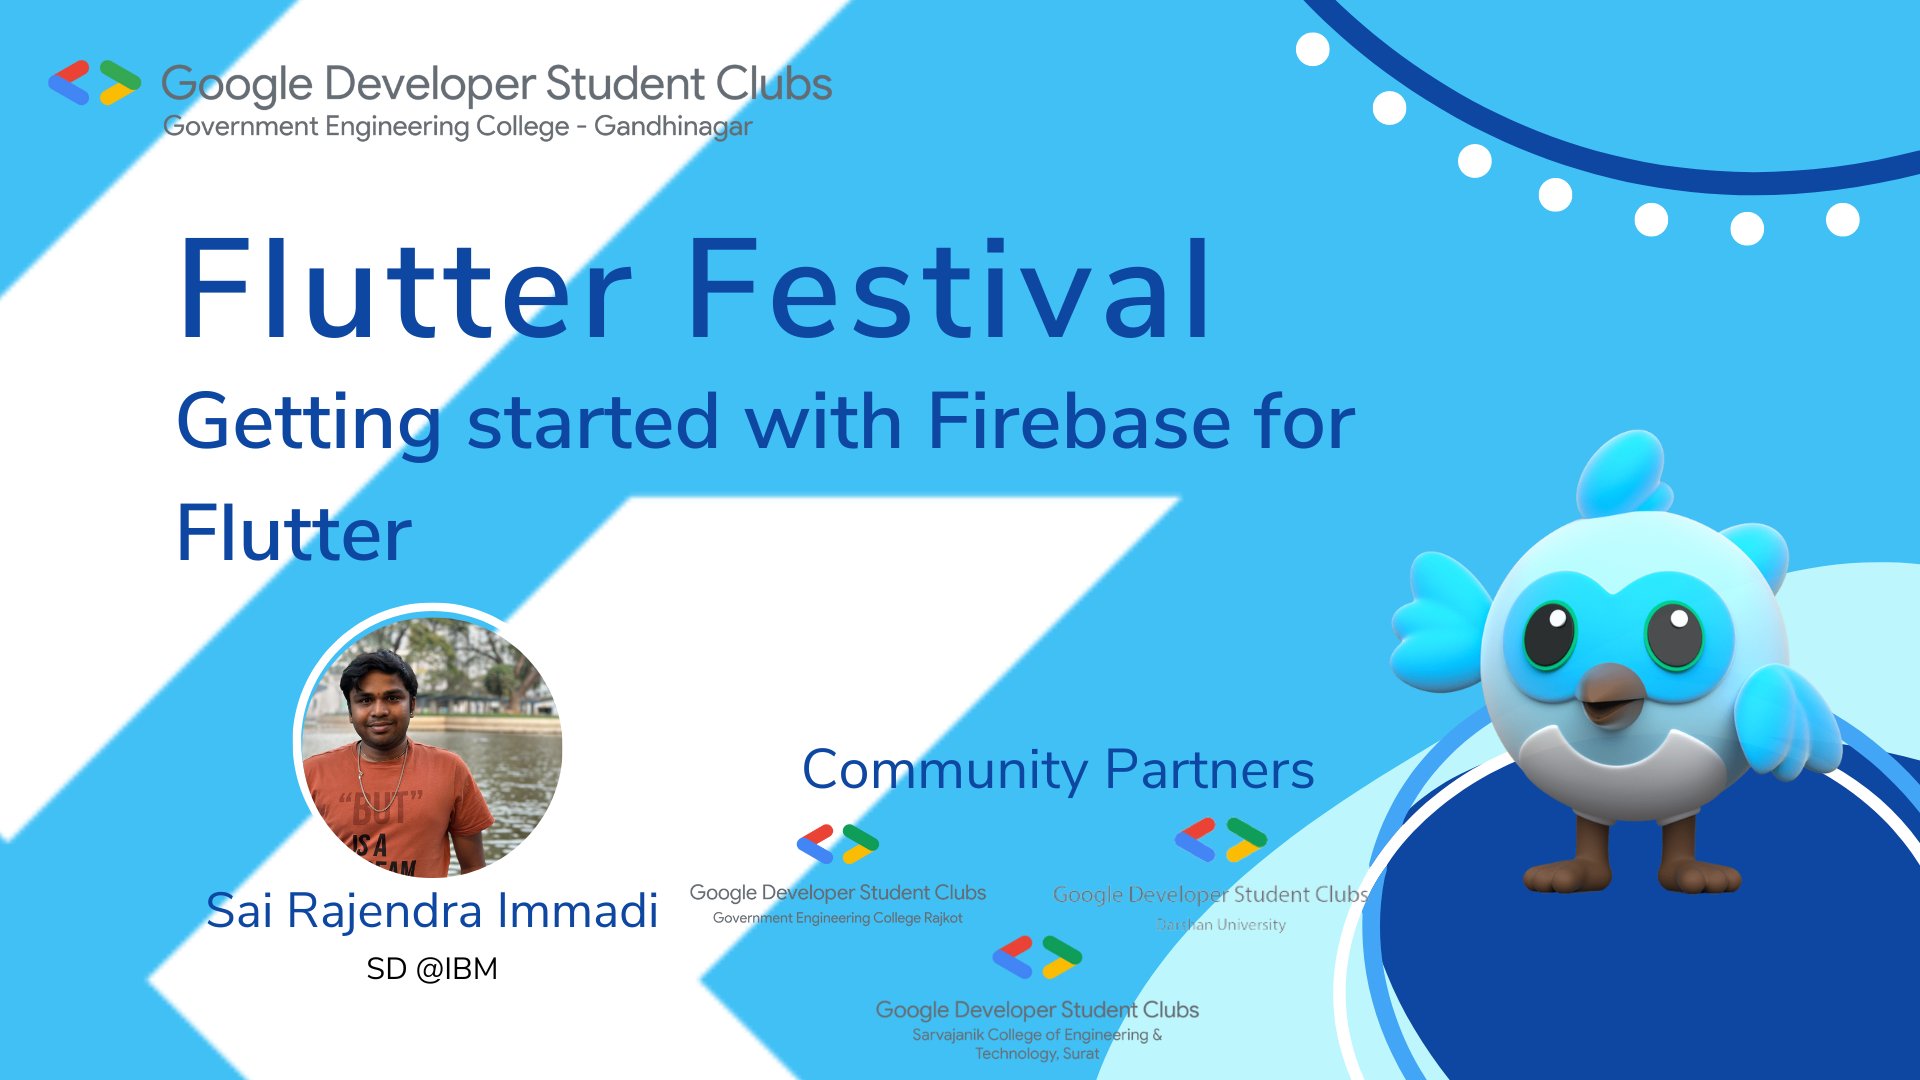 Google Developer Student Clubs
Government Engineering College - Gandhinagar
Flutter Festival
Getting started with Firebase for
Flutter
"BUT"
IS A
Sai Rajendra Immadi
SD @IBM
Community Partners
Google Developer Student Clubs
Government Engineering College Rajkot
Google Developer Student Clubs
Darshan University
Google Developer Student Clubs
Sarvajanik College of Engineering &
Technology, Surat